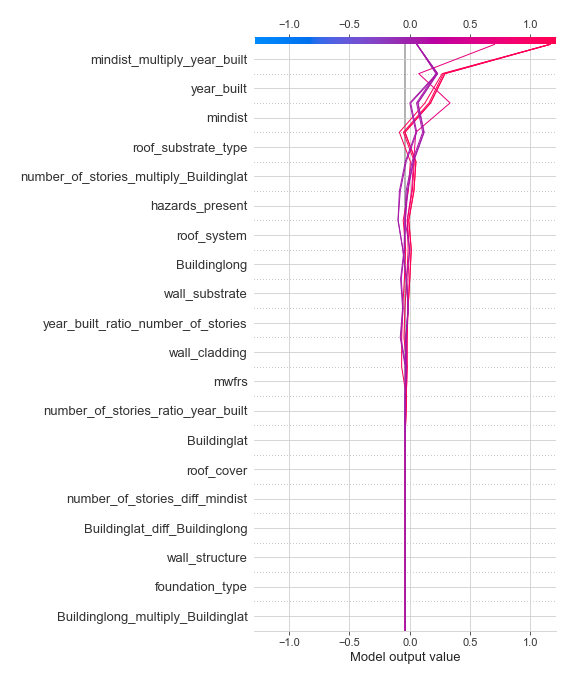 −1.0 −0.5 0.0 0.5 1.0
mindist_multiply_year_built
year_built
mindist
roof_substrate_type
number_of_stories_multiply_Buildinglat
hazards_present
roof_system
Buildinglong
wall_substrate
year_built_ratio_number_of_stories
wall_cladding
mwfrs
number_of_stories_ratio_year_built
Buildinglat
roof_cover
number_of_stories_diff_mindist
Buildinglat_diff_Buildinglong
wall_structure
foundation_type
Buildinglong_multiply_Buildinglat
−1.0 −0.5 0.0 0.5 1.0
Model output value